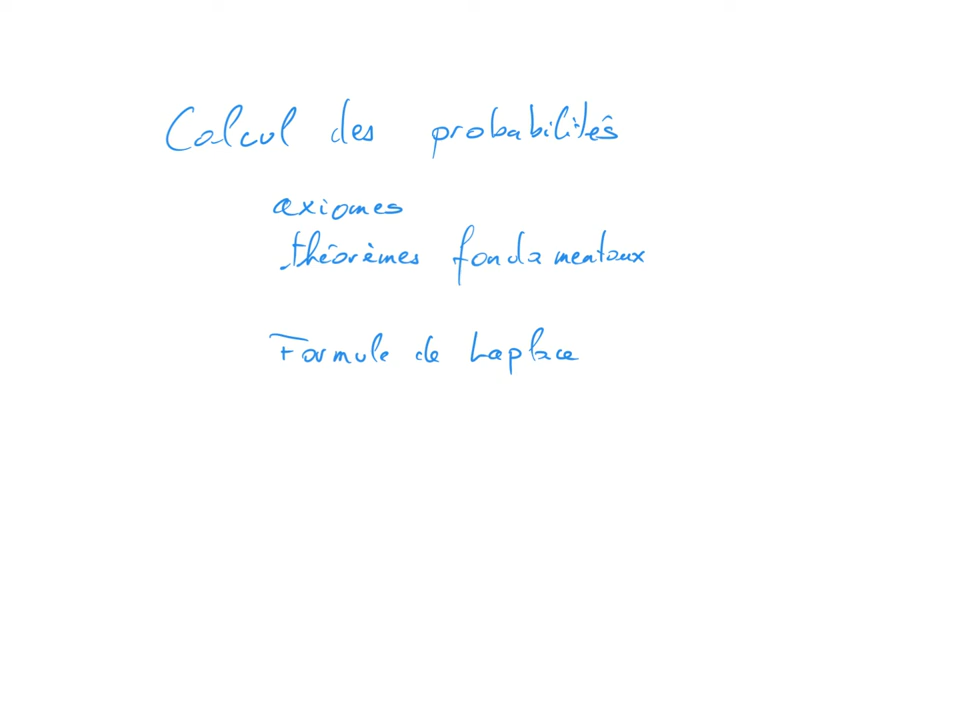 Calcul des probabilités
axiomes
théorèmes fondamentaux
Formule de Laplace